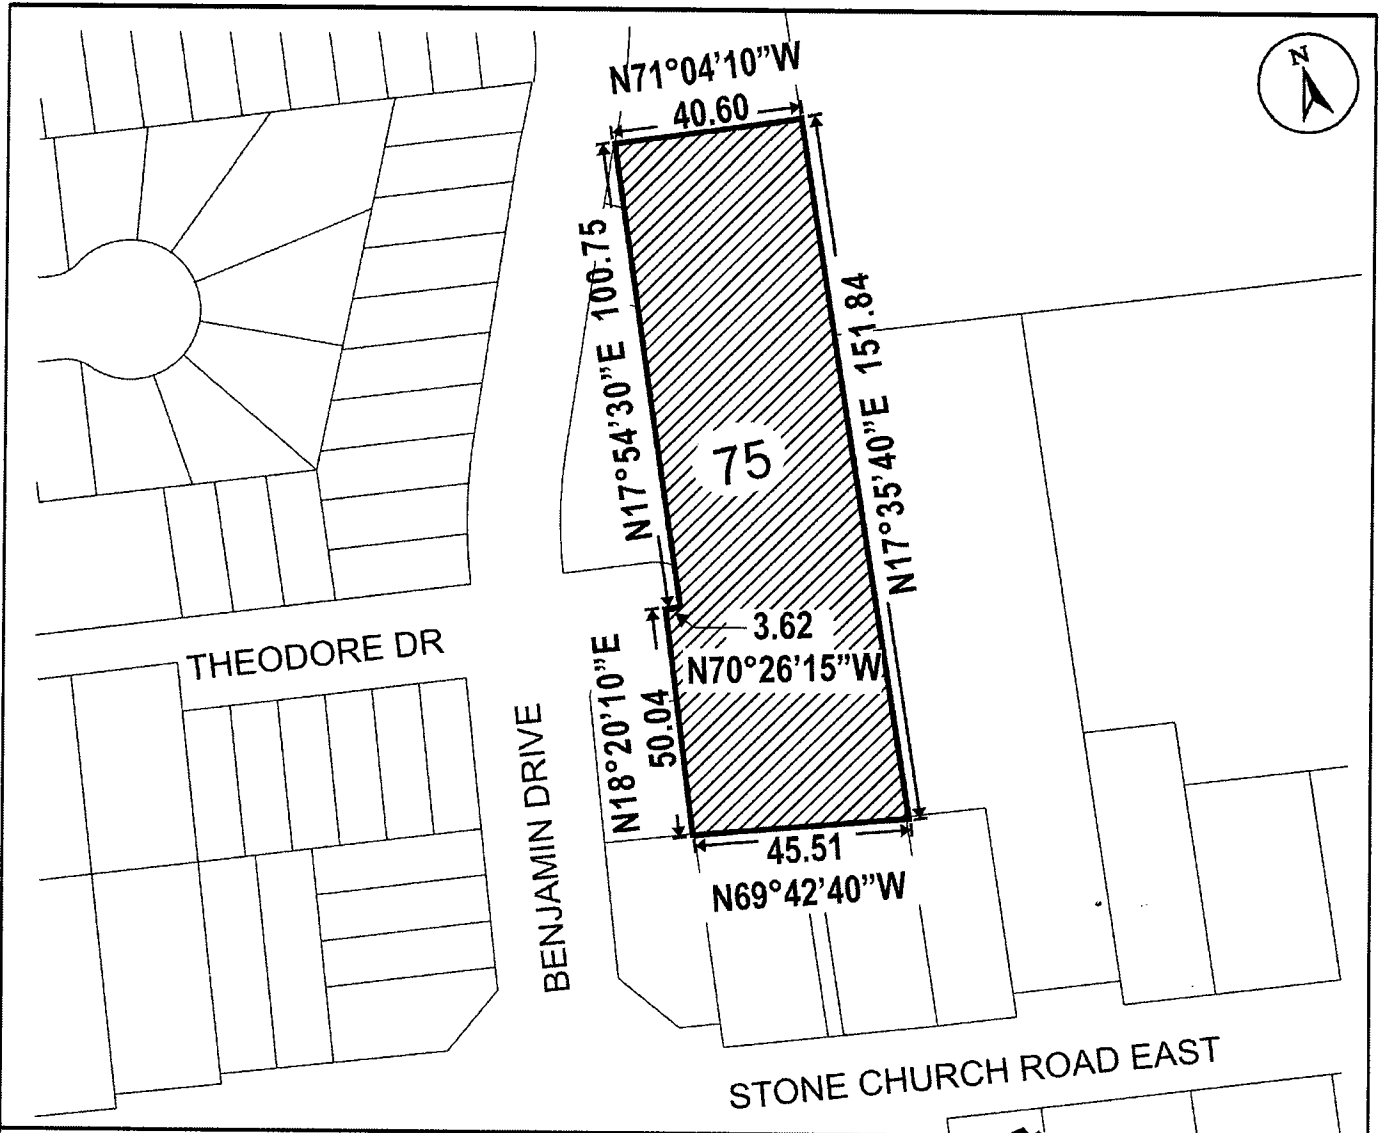 N
N71°04’10”W
40.60
N17°54’30”E 100.75
N17°35’40”E 151.84
75
3.62
N70°26’15”W
THEODORE DR
N18°20’10”E
50.04
BENJAMIN DRIVE
45.51
N69°42’40”W
STONE CHURCH ROAD EAST